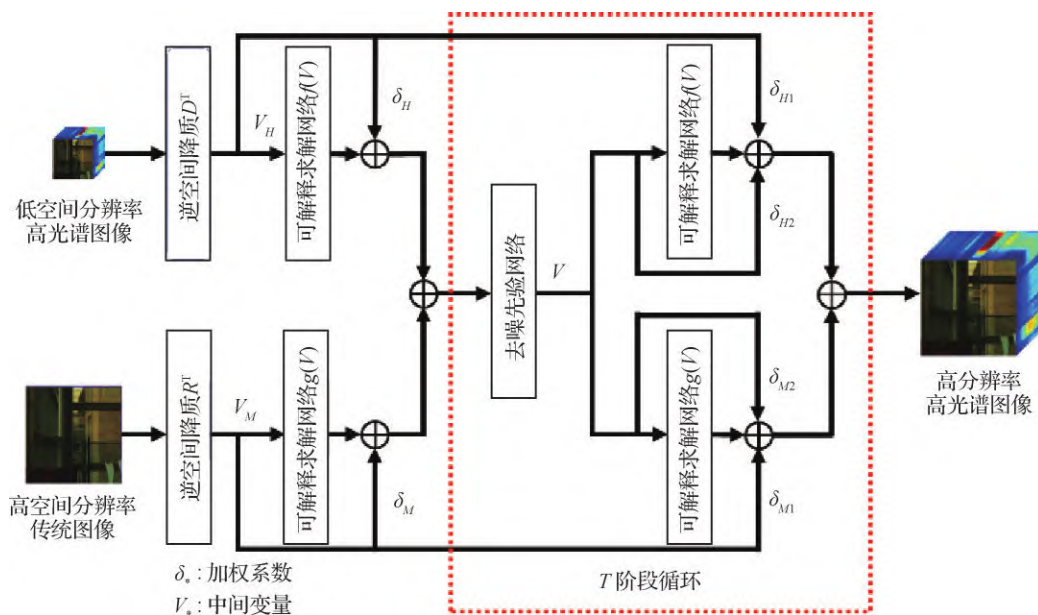 低空间分辨率
高光谱图像
逆空间降质D^T
V_H
可解释求解网络f(V)
δ_H
高空间分辨率
传统图像
逆空间降质R^T
V_M
可解释求解网络g(V)
δ_M
去噪先验网络
V
可解释求解网络f(V)
δ_H1
δ_H2
可解释求解网络g(V)
δ_M2
δ_M1
T 阶段循环
高分辨率
高光谱图像
δ_*: 加权系数
V_*: 中间变量